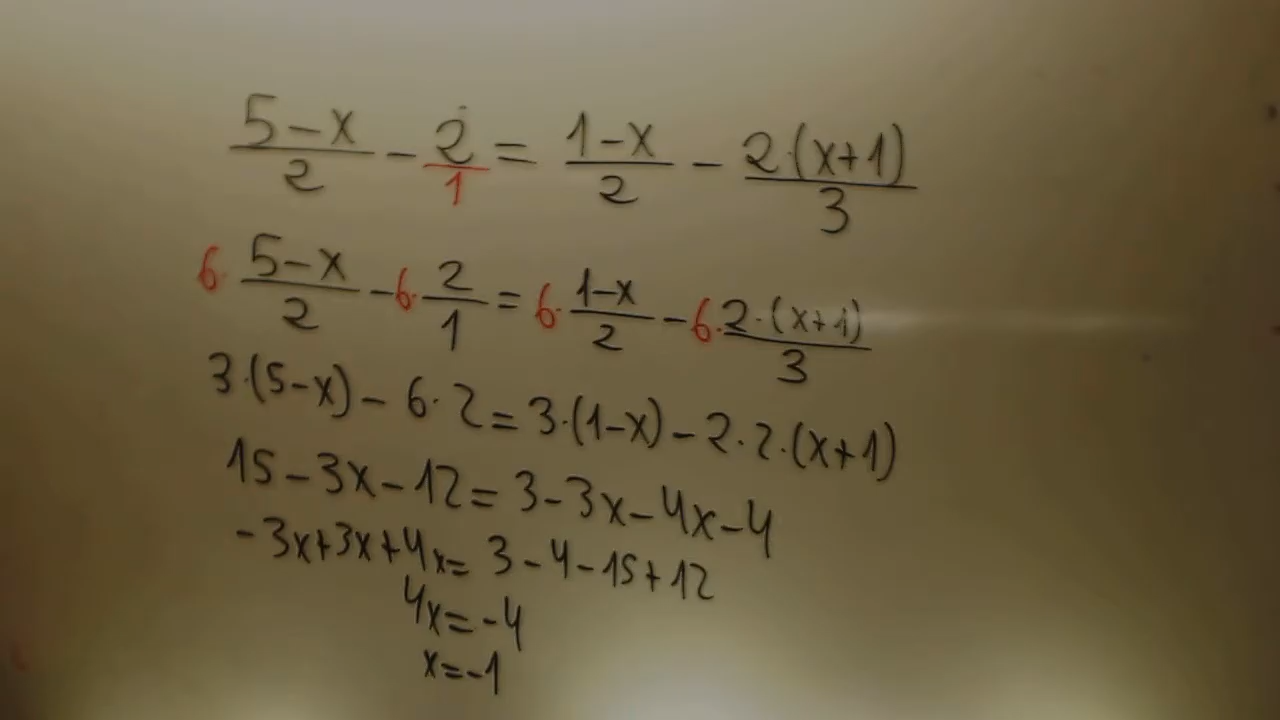 5-x/2 - 2/1 = 1-x/2 - 2·(x+1)/3
6· 5-x/2 - 6· 2/1 = 6· 1-x/2 - 6· 2·(x+1)/3
3·(5-x) - 6·2 = 3·(1-x) - 2·2·(x+1)
15 - 3x - 12 = 3 - 3x - 4x - 4
-3x+3x+4x = 3 - 4 - 15 + 12
4x = -4
x = -1